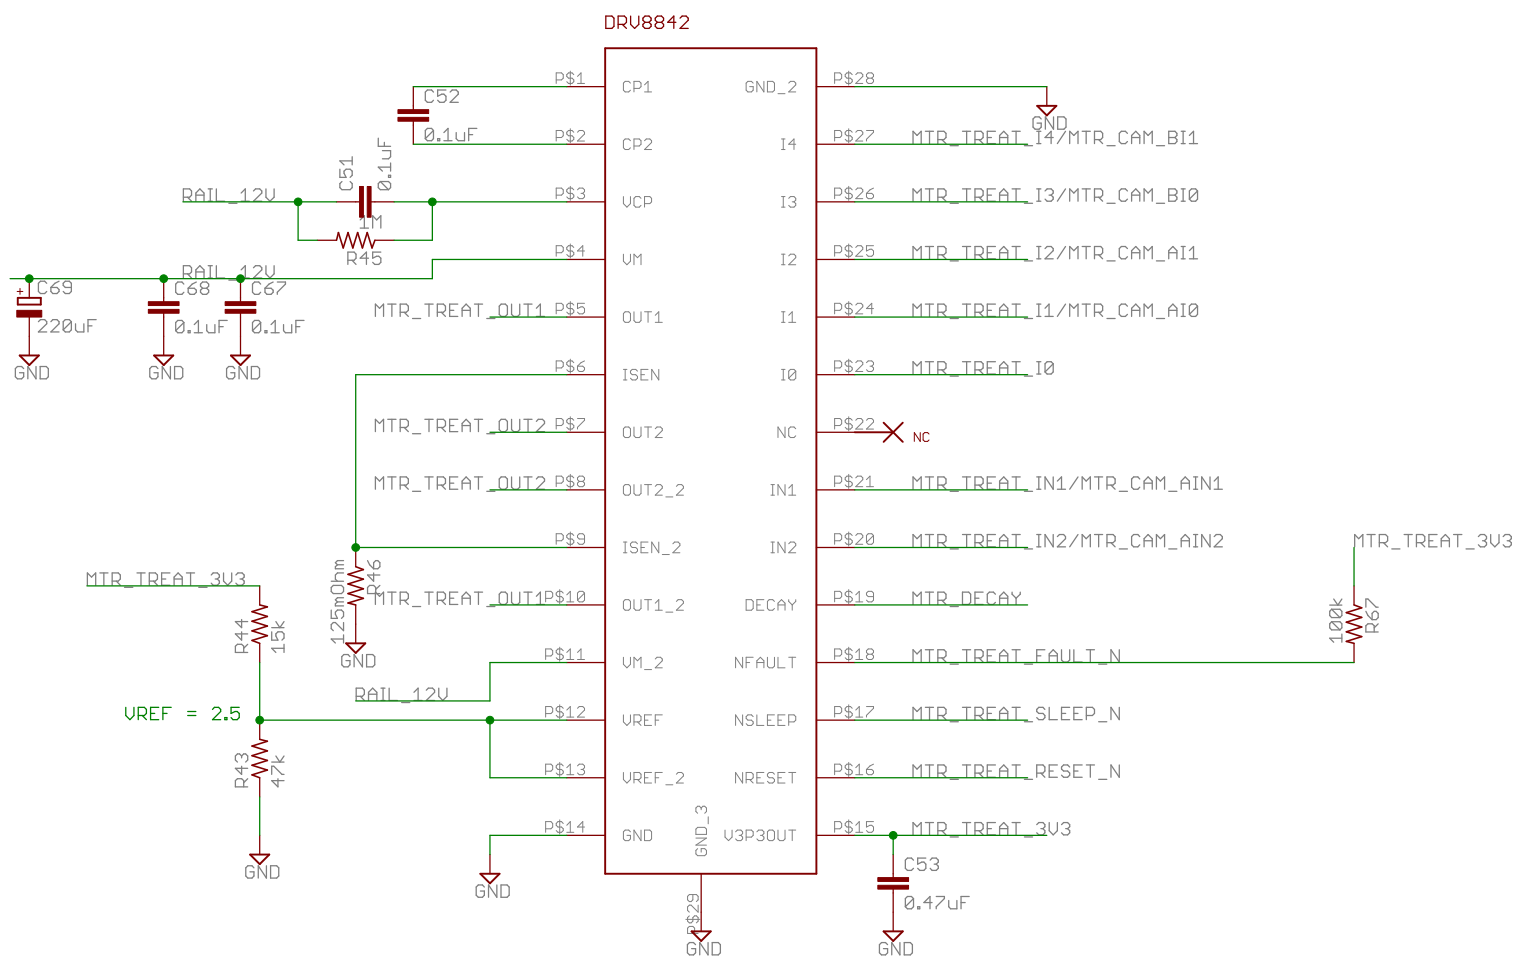 DRV8842
P$1
CP1
GND_2
P$28
C52
0.1uF
GND
P$2
CP2
I4
P$27
MTR_TREAT_I4/MTR_CAM_BI1
C51
0.1uF
RAIL_12V
P$3
VCP
I3
P$26
MTR_TREAT_I3/MTR_CAM_BI0
1M
R45
P$4
VM
I2
P$25
MTR_TREAT_I2/MTR_CAM_AI1
RAIL_12V
+
C69
220uF
GND
C68
0.1uF
GND
C67
0.1uF
GND
MTR_TREAT_OUT1
P$5
OUT1
I1
P$24
MTR_TREAT_I1/MTR_CAM_AI0
P$6
ISEN
I0
P$23
MTR_TREAT_I0
MTR_TREAT_OUT2
P$7
OUT2
NC
P$22
NC
MTR_TREAT_OUT2
P$8
OUT2_2
IN1
P$21
MTR_TREAT_IN1/MTR_CAM_AIN1
P$9
ISEN_2
IN2
P$20
MTR_TREAT_IN2/MTR_CAM_AIN2
MTR_TREAT_3V3
125mOhm
R46
GND
MTR_TREAT_3V3
R44
15k
MTR_TREAT_OUT1
P$10
OUT1_2
DECAY
P$19
MTR_DECAY
100k
R67
P$11
VM_2
NFAULT
P$18
MTR_TREAT_FAULT_N
RAIL_12V
VREF = 2.5
P$12
VREF
NSLEEP
P$17
MTR_TREAT_SLEEP_N
R43
47k
GND
P$13
VREF_2
NRESET
P$16
MTR_TREAT_RESET_N
P$14
GND
GND_3
V3P3OUT
P$15
MTR_TREAT_3V3
GND
C53
0.47uF
GND
P$29
GND